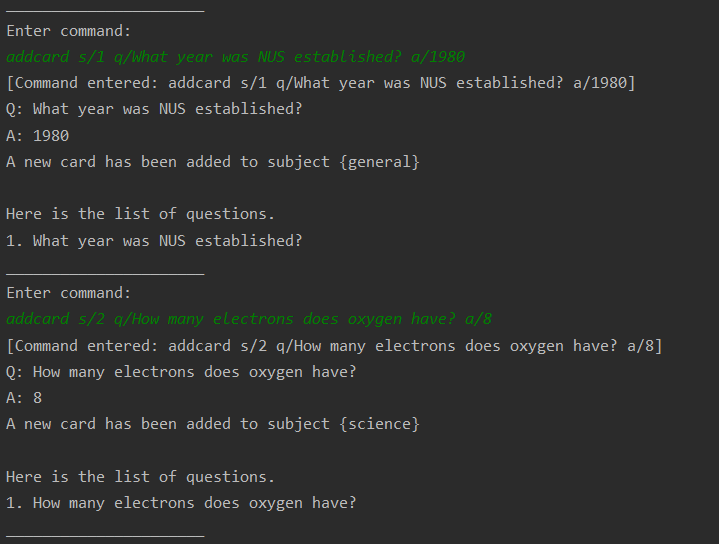 ______________________
Enter command:
addcard s/1 q/What year was NUS established? a/1980
[Command entered: addcard s/1 q/What year was NUS established? a/1980]
Q: What year was NUS established?
A: 1980
A new card has been added to subject {general}
Here is the list of questions.
1. What year was NUS established?
______________________
Enter command:
addcard s/2 q/How many electrons does oxygen have? a/8
[Command entered: addcard s/2 q/How many electrons does oxygen have? a/8]
Q: How many electrons does oxygen have?
A: 8
A new card has been added to subject {science}
Here is the list of questions.
1. How many electrons does oxygen have?
______________________